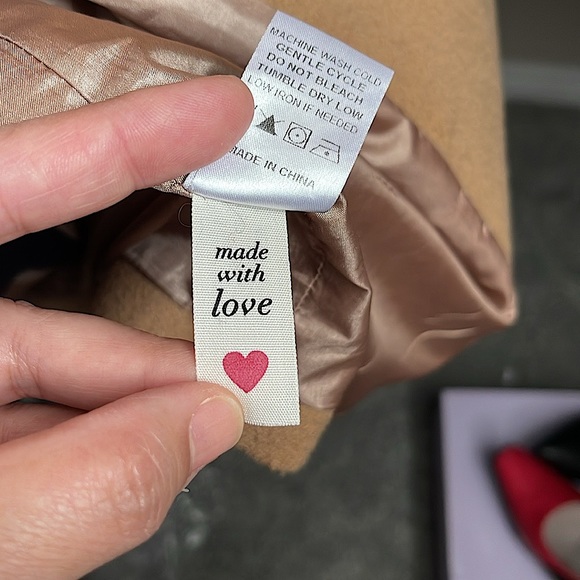 MACHINE WASH COLD
GENTLE CYCLE
DO NOT BLEACH
TUMBLE DRY LOW
LOW IRON IF NEEDED
MADE IN CHINA
made
with
love